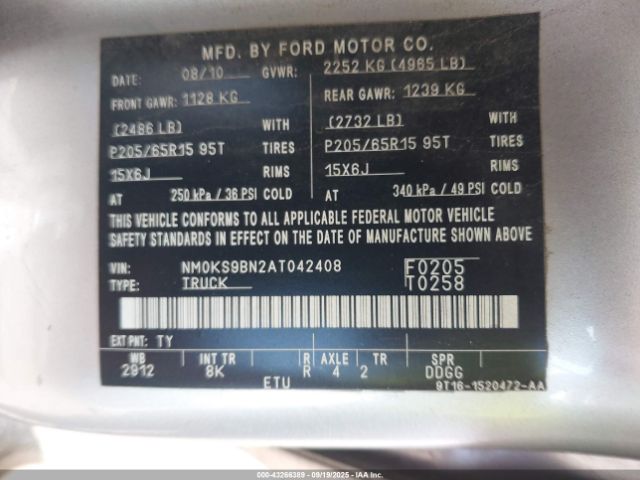 MFD. BY FORD MOTOR CO.
DATE: 08/10 GVWR: 2252 KG (4965 LB)
FRONT GAWR: 1128 KG REAR GAWR: 1239 KG
(2486 LB) WITH (2732 LB) WITH
P205/65R15 95T TIRES P205/65R15 95T TIRES
15X6J RIMS 15X6J RIMS
AT 250 kPa / 36 PSI COLD AT 340 kPa / 49 PSI COLD
THIS VEHICLE CONFORMS TO ALL APPLICABLE FEDERAL MOTOR VEHICLE
SAFETY STANDARDS IN EFFECT ON THE DATE OF MANUFACTURE SHOWN ABOVE
VIN: NM0KS9BN2AT042408 F0205
TYPE: TRUCK T0258
EXT PNT: TY
WB INT TR R AXLE TR SPR
2912 8K R 4 2 DDGG
ETU 9T16-1520472-AA
000-43266389 - 09/19/2025 - IAAI.CA